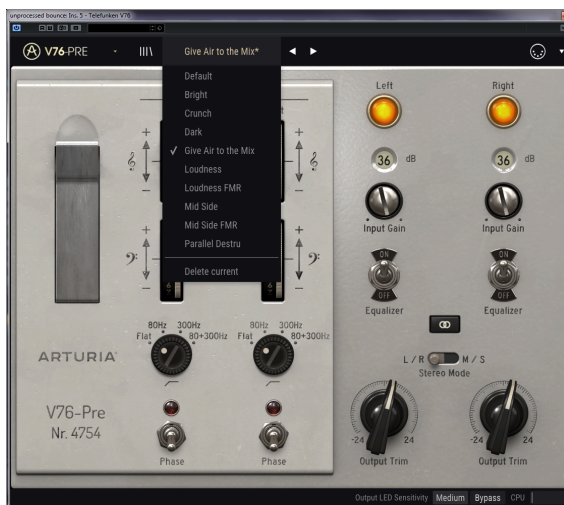 unprocessed bounce: Ins. 5 - Telefunken V76
V76-PRE
Give Air to the Mix*
Default
Bright
Crunch
Dark
✓ Give Air to the Mix
Loudness
Loudness FMR
Mid Side
Mid Side FMR
Parallel Destru
Delete current
Left
Right
36 dB
36 dB
Input Gain
Input Gain
ON
ON
OFF
OFF
Equalizer
Equalizer
80Hz 300Hz
80Hz 300Hz
Flat 80+300Hz
Flat 80+300Hz
L / R M / S
Stereo Mode
ARTURIA
V76-Pre
Nr. 4754
Phase
Phase
-24 24
-24 24
Output Trim
Output Trim
Output LED Sensitivity Medium Bypass CPU